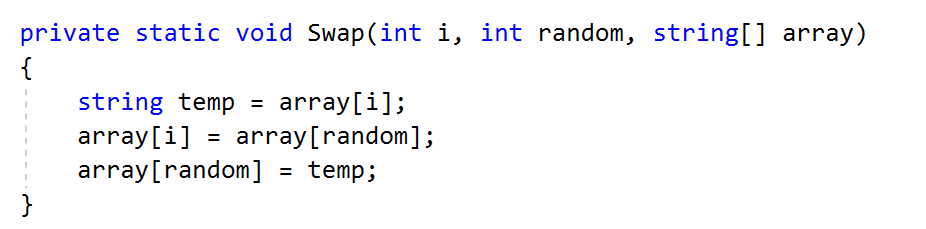 private static void Swap(int i, int random, string[] array)
{
    string temp = array[i];
    array[i] = array[random];
    array[random] = temp;
}